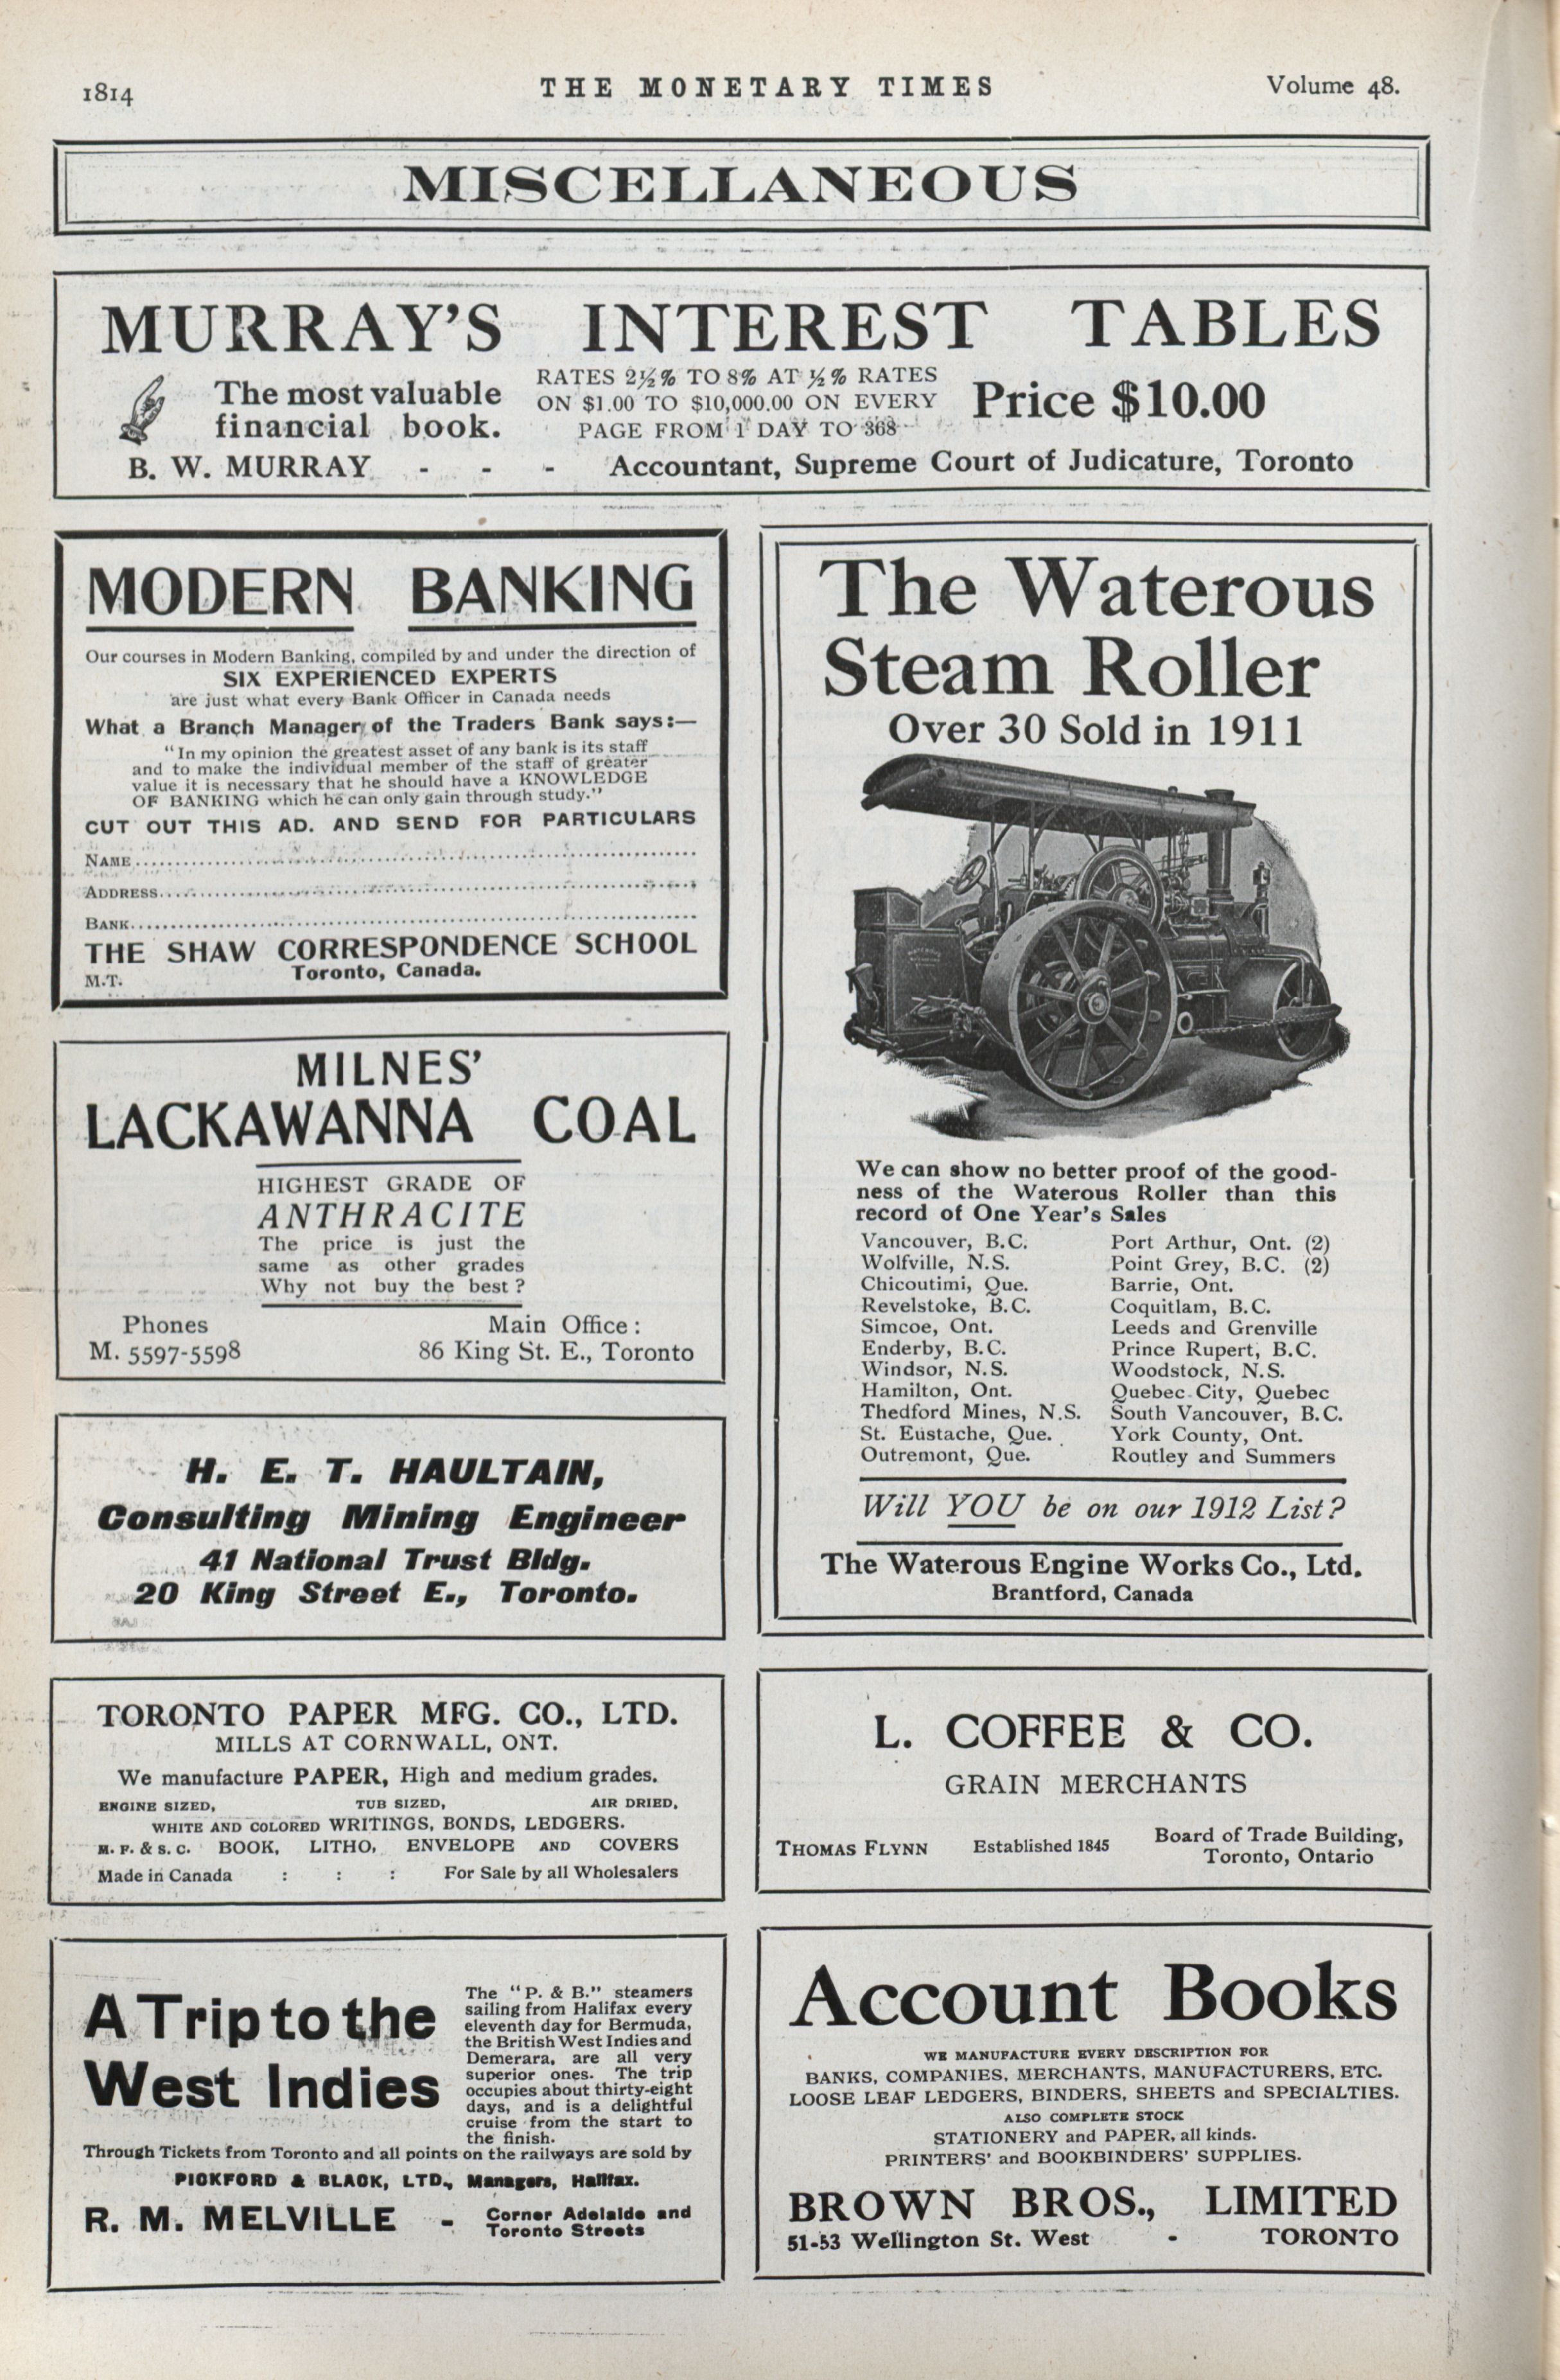 1814
THE MONETARY TIMES
Volume 48.
MISCELLANEOUS
MURRAY'S INTEREST TABLES
The most valuable
financial book.
RATES 2½% TO 8% AT ½% RATES
ON $1.00 TO $10,000.00 ON EVERY
PAGE FROM 1 DAY TO 368
Price $10.00
B. W. MURRAY - - - Accountant, Supreme Court of Judicature, Toronto
MODERN BANKING
Our courses in Modern Banking, compiled by and under the direction of
SIX EXPERIENCED EXPERTS
are just what every Bank Officer in Canada needs
What a Branch Manager of the Traders Bank says:—
"In my opinion the greatest asset of any bank is its staff
and to make the individual member of the staff of greater
value it is necessary that he should have a KNOWLEDGE
OF BANKING which he can only gain through study."
CUT OUT THIS AD. AND SEND FOR PARTICULARS
NAME
ADDRESS
BANK
THE SHAW CORRESPONDENCE SCHOOL
M.T. Toronto, Canada.
MILNES'
LACKAWANNA COAL
HIGHEST GRADE OF
ANTHRACITE
The price is just the
same as other grades
Why not buy the best?
Phones
M. 5597-5598
Main Office:
86 King St. E., Toronto
H. E. T. HAULTAIN,
Consulting Mining Engineer
41 National Trust Bldg.
20 King Street E., Toronto.
TORONTO PAPER MFG. CO., LTD.
MILLS AT CORNWALL, ONT.
We manufacture PAPER, High and medium grades.
ENGINE SIZED, TUB SIZED, AIR DRIED,
WHITE AND COLORED WRITINGS, BONDS, LEDGERS.
M. F. & S. C. BOOK, LITHO, ENVELOPE AND COVERS
Made in Canada : : : For Sale by all Wholesalers
A Trip to the
West Indies
The "P. & B." steamers
sailing from Halifax every
eleventh day for Bermuda,
the British West Indies and
Demerara, are all very
superior ones. The trip
occupies about thirty-eight
days, and is a delightful
cruise from the start to
the finish.
Through Tickets from Toronto and all points on the railways are sold by
PICKFORD & BLACK, LTD., Managers, Halifax.
R. M. MELVILLE -
Corner Adelaide and
Toronto Streets
The Waterous
Steam Roller
Over 30 Sold in 1911
We can show no better proof of the good-
ness of the Waterous Roller than this
record of One Year's Sales
Vancouver, B.C. Port Arthur, Ont. (2)
Wolfville, N.S. Point Grey, B.C. (2)
Chicoutimi, Que. Barrie, Ont.
Revelstoke, B.C. Coquitlam, B.C.
Simcoe, Ont. Leeds and Grenville
Enderby, B.C. Prince Rupert, B.C.
Windsor, N.S. Woodstock, N.S.
Hamilton, Ont. Quebec City, Quebec
Thedford Mines, N.S. South Vancouver, B.C.
St. Eustache, Que. York County, Ont.
Outremont, Que. Routley and Summers
Will YOU be on our 1912 List?
The Waterous Engine Works Co., Ltd.
Brantford, Canada
L. COFFEE & CO.
GRAIN MERCHANTS
THOMAS FLYNN Established 1845
Board of Trade Building,
Toronto, Ontario
Account Books
WE MANUFACTURE EVERY DESCRIPTION FOR
BANKS, COMPANIES, MERCHANTS, MANUFACTURERS, ETC.
LOOSE LEAF LEDGERS, BINDERS, SHEETS and SPECIALTIES.
ALSO COMPLETE STOCK
STATIONERY and PAPER, all kinds.
PRINTERS' and BOOKBINDERS' SUPPLIES.
BROWN BROS., LIMITED
51-53 Wellington St. West - TORONTO